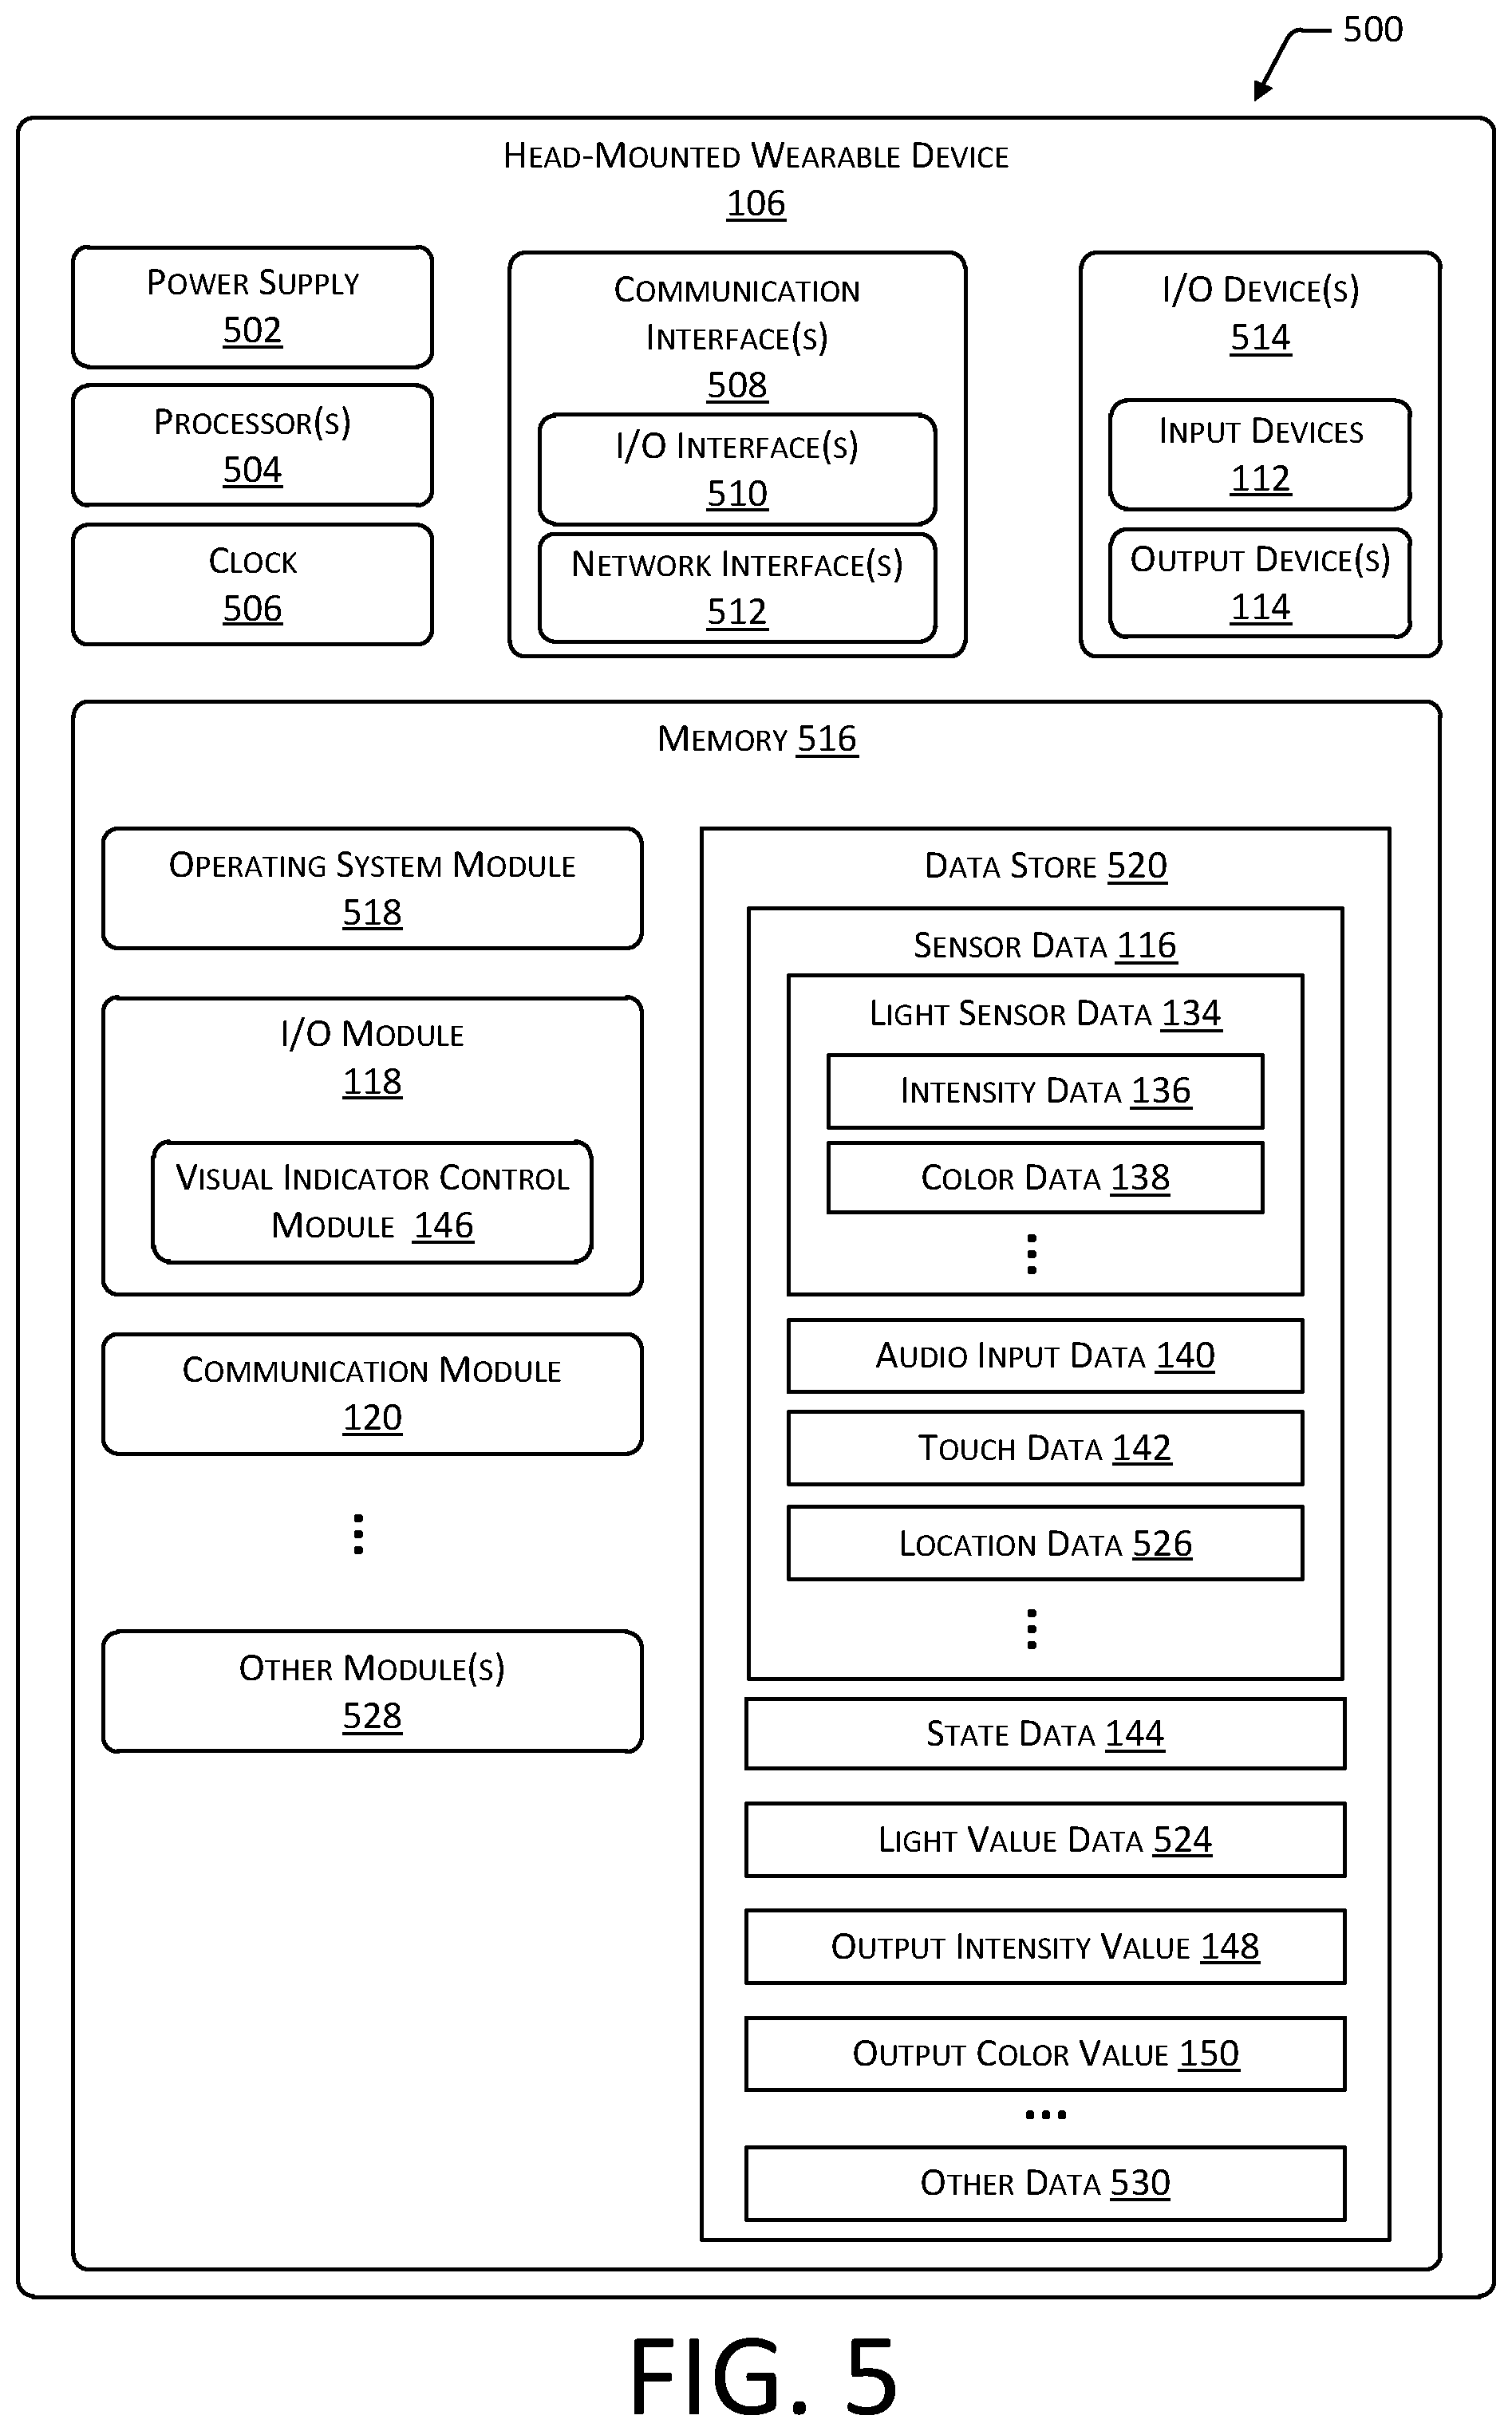 500
Head-Mounted Wearable Device
106
Power Supply
502
Processor(s)
504
Clock
506
Communication
Interface(s)
508
I/O Interface(s)
510
Network Interface(s)
512
I/O Device(s)
514
Input Devices
112
Output Device(s)
114
Memory 516
Operating System Module
518
I/O Module
118
Visual Indicator Control
Module 146
Communication Module
120
Other Module(s)
528
Data Store 520
Sensor Data 116
Light Sensor Data 134
Intensity Data 136
Color Data 138
Audio Input Data 140
Touch Data 142
Location Data 526
State Data 144
Light Value Data 524
Output Intensity Value 148
Output Color Value 150
Other Data 530
FIG. 5